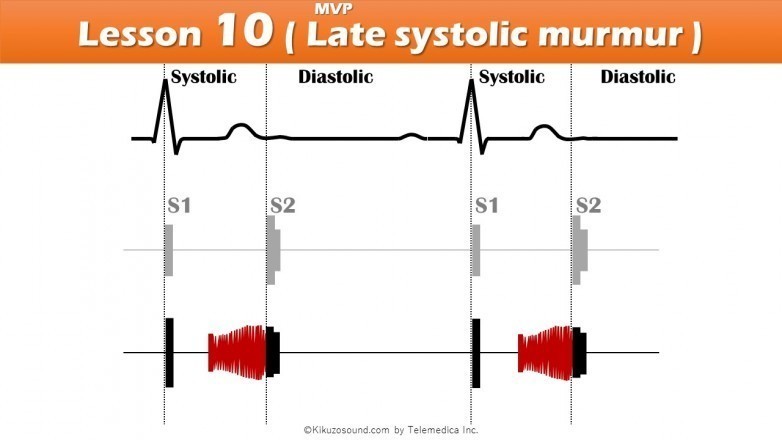 MVP
Lesson 10 ( Late systolic murmur )
Systolic Diastolic Systolic Diastolic
S1 S2 S1 S2
©Kikuzosound.com by Telemedica Inc.